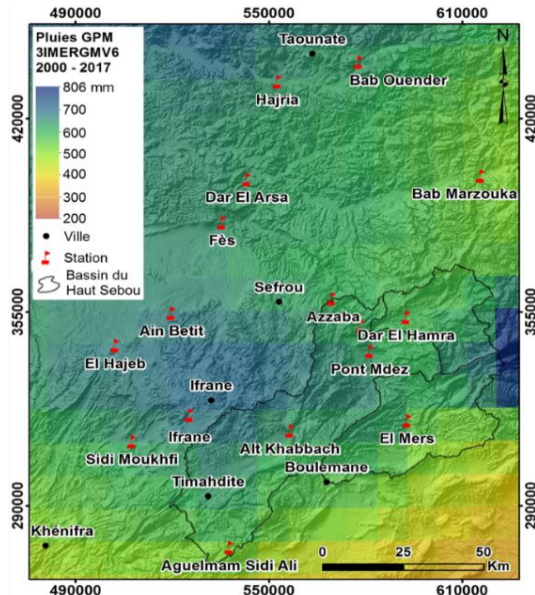 490000 550000 610000
Pluies GPM
3IMERGMV6
2000 - 2017
806 mm
700
600
500
400
300
200
Ville
Station
Bassin du
Haut Sebou
N
Taounate
Bab Ouender
Hajria
420000 420000
Dar El Arsa
Bab Marzouka
Fès
Sefrou
355000 355000
Azzaba
Ain Betit
Dar El Hamra
El Hajeb
Pont Mdez
Ifrane
Ifrane
El Mers
Sidi Moukhfi
Alt Khabbach
Boulemane
Timahdite
290000 290000
Khénifra
Aguelmam Sidi Ali
0 25 50
Km
490000 550000 610000